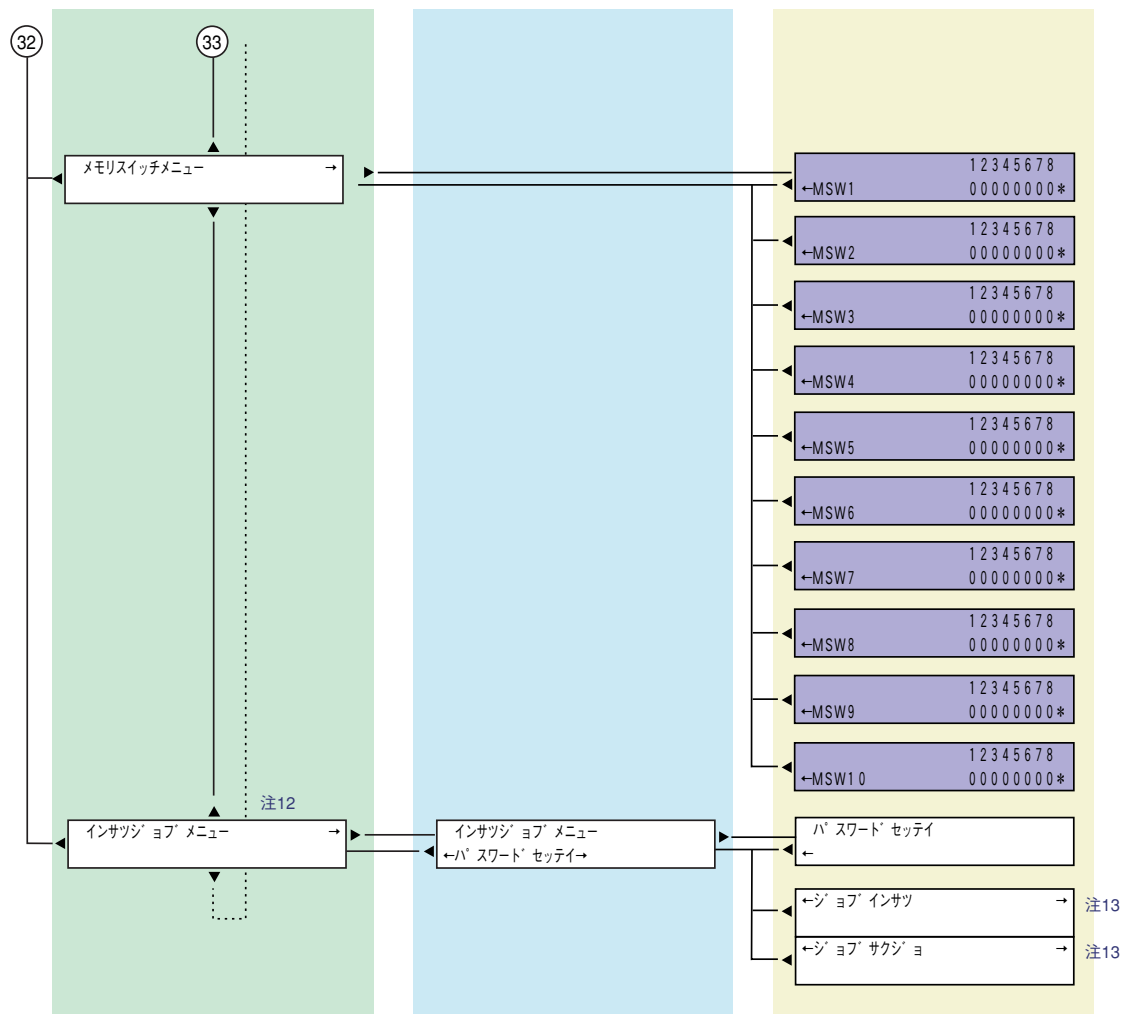 32
33
メモリスイッチメニュー →
12345678
←MSW1 00000000*
12345678
←MSW2 00000000*
12345678
←MSW3 00000000*
12345678
←MSW4 00000000*
12345678
←MSW5 00000000*
12345678
←MSW6 00000000*
12345678
←MSW7 00000000*
12345678
←MSW8 00000000*
12345678
←MSW9 00000000*
12345678
←MSW10 00000000*
注12
インサツジョブメニュー →
インサツジョブメニュー
←パスワードセッテイ→
パスワードセッテイ
←
←ジョブインサツ →
注13
←ジョブサクジョ →
注13